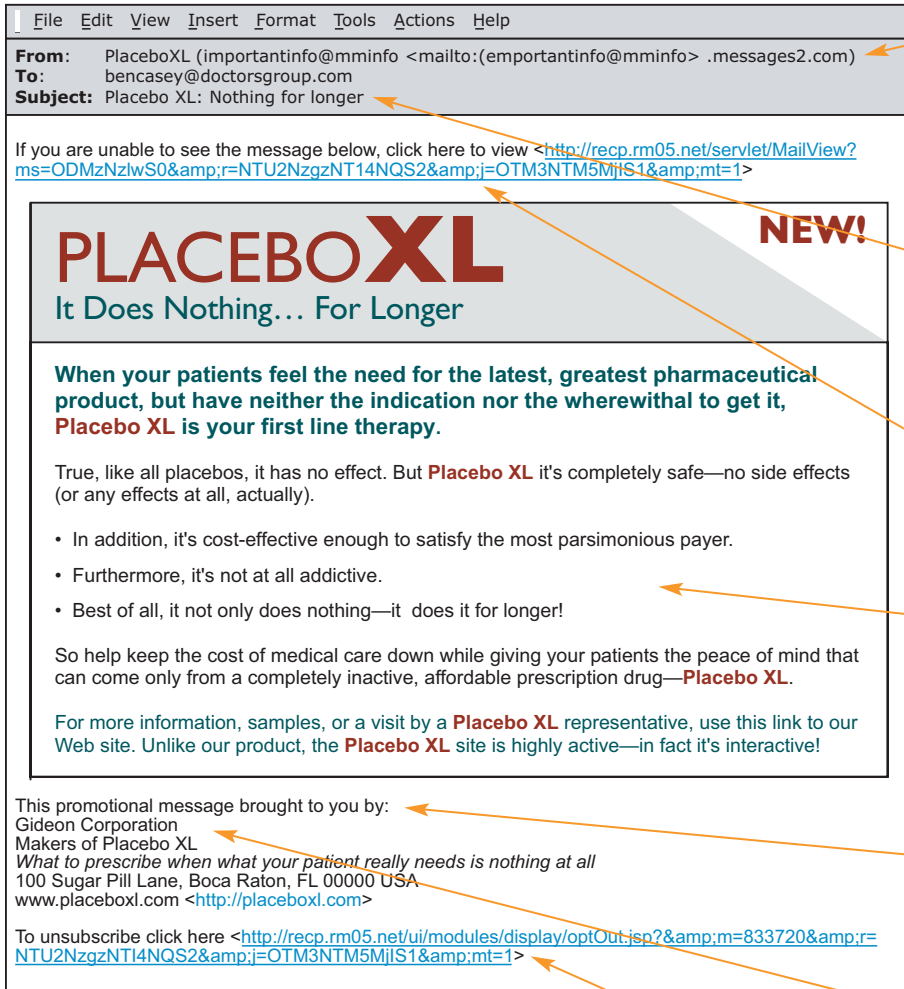 File Edit View Insert Format Tools Actions Help
From: PlaceboXL (importantinfo@mminfo <mailto:(emportantinfo@mminfo> .messages2.com)
To: bencasey@doctorsgroup.com
Subject: Placebo XL: Nothing for longer
If you are unable to see the message below, click here to view <http://recp.rm05.net/servlet/MailView?
ms=ODMzNzlwS0&amp;r=NTU2NzgzNT14NQS2&amp;j=OTM3NTM5MjIS1&amp;mt=1>
PLACEBOXL
NEW!
It Does Nothing… For Longer
When your patients feel the need for the latest, greatest pharmaceutical
product, but have neither the indication nor the wherewithal to get it,
Placebo XL is your first line therapy.
True, like all placebos, it has no effect. But Placebo XL it's completely safe—no side effects
(or any effects at all, actually).
• In addition, it's cost-effective enough to satisfy the most parsimonious payer.
• Furthermore, it's not at all addictive.
• Best of all, it not only does nothing—it does it for longer!
So help keep the cost of medical care down while giving your patients the peace of mind that
can come only from a completely inactive, affordable prescription drug—Placebo XL.
For more information, samples, or a visit by a Placebo XL representative, use this link to our
Web site. Unlike our product, the Placebo XL site is highly active—in fact it's interactive!
This promotional message brought to you by:
Gideon Corporation
Makers of Placebo XL
What to prescribe when what your patient really needs is nothing at all
100 Sugar Pill Lane, Boca Raton, FL 00000 USA
www.placeboxl.com <http://placeboxl.com>
To unsubscribe click here <http://recp.rm05.net/ui/modules/display/optOut.jsp?&amp;m=833720&amp;r=
NTU2NzgzNTI4NQS2&amp;j=OTM3NTM5MjIS1&amp;mt=1>